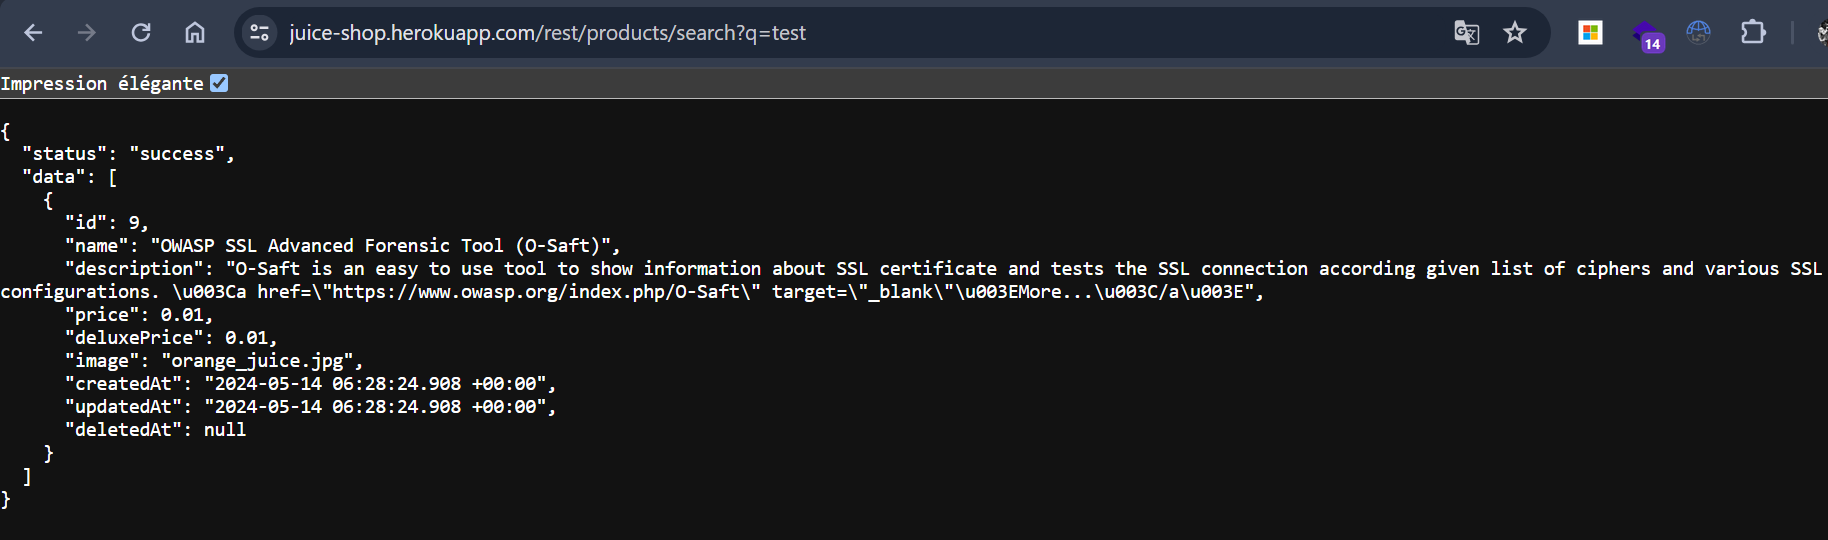 juice-shop.herokuapp.com/rest/products/search?q=test
14
Impression élégante
{
  "status": "success",
  "data": [
    {
      "id": 9,
      "name": "OWASP SSL Advanced Forensic Tool (O-Saft)",
      "description": "O-Saft is an easy to use tool to show information about SSL certificate and tests the SSL connection according given list of ciphers and various SSL
configurations. \u003Ca href=\"https://www.owasp.org/index.php/O-Saft\" target=\"_blank\"\u003EMore...\u003C/a\u003E",
      "price": 0.01,
      "deluxePrice": 0.01,
      "image": "orange_juice.jpg",
      "createdAt": "2024-05-14 06:28:24.908 +00:00",
      "updatedAt": "2024-05-14 06:28:24.908 +00:00",
      "deletedAt": null
    }
  ]
}